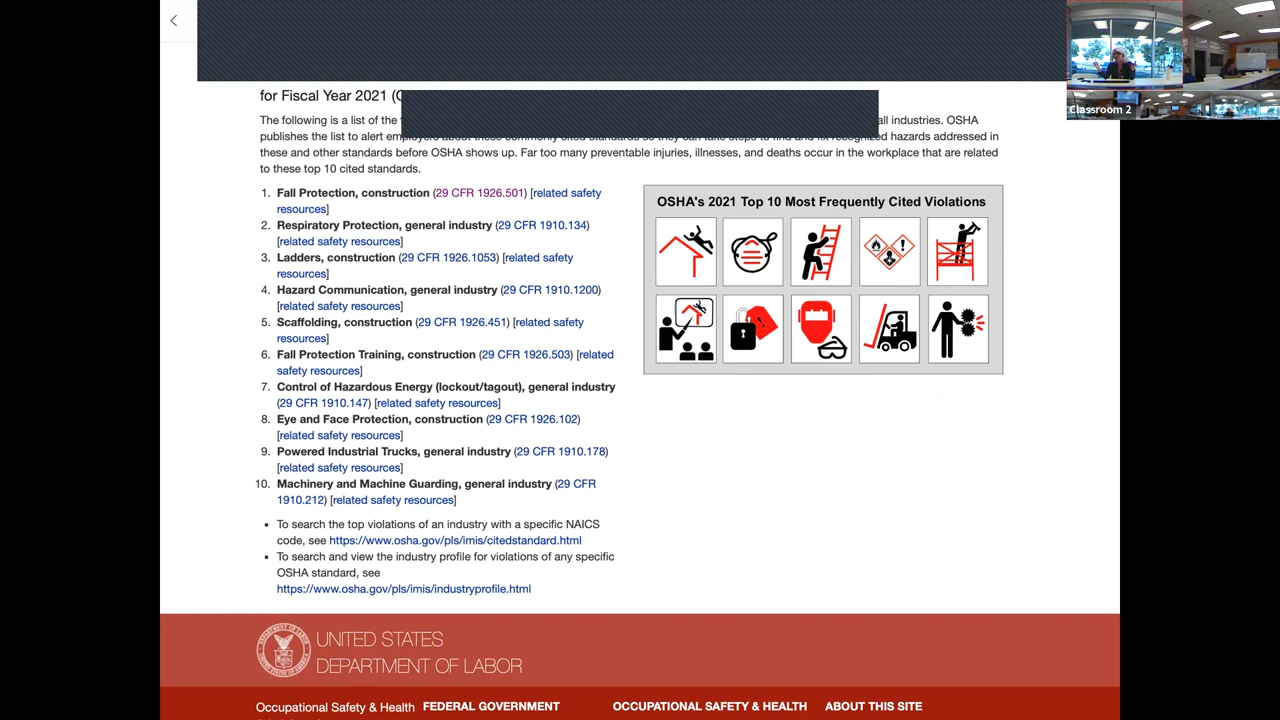 for Fiscal Year 2021 (
The following is a list of the
all industries. OSHA
publishes the list to alert
hazards addressed in
these and other standards before OSHA shows up. Far too many preventable injuries, illnesses, and deaths occur in the workplace that are related
to these top 10 cited standards.
1. Fall Protection, construction (29 CFR 1926.501) [related safety
resources]
2. Respiratory Protection, general industry (29 CFR 1910.134)
[related safety resources]
3. Ladders, construction (29 CFR 1926.1053) [related safety
resources]
4. Hazard Communication, general industry (29 CFR 1910.1200)
[related safety resources]
5. Scaffolding, construction (29 CFR 1926.451) [related safety
resources]
6. Fall Protection Training, construction (29 CFR 1926.503) [related
safety resources]
7. Control of Hazardous Energy (lockout/tagout), general industry
(29 CFR 1910.147) [related safety resources]
8. Eye and Face Protection, construction (29 CFR 1926.102)
[related safety resources]
9. Powered Industrial Trucks, general industry (29 CFR 1910.178)
[related safety resources]
10. Machinery and Machine Guarding, general industry (29 CFR
1910.212) [related safety resources]
▪ To search the top violations of an industry with a specific NAICS
code, see https://www.osha.gov/pls/imis/citedstandard.html
▪ To search and view the industry profile for violations of any specific
OSHA standard, see
https://www.osha.gov/pls/imis/industryprofile.html
OSHA's 2021 Top 10 Most Frequently Cited Violations
Classroom 2
UNITED STATES
DEPARTMENT OF LABOR
Occupational Safety & Health
FEDERAL GOVERNMENT
OCCUPATIONAL SAFETY & HEALTH
ABOUT THIS SITE